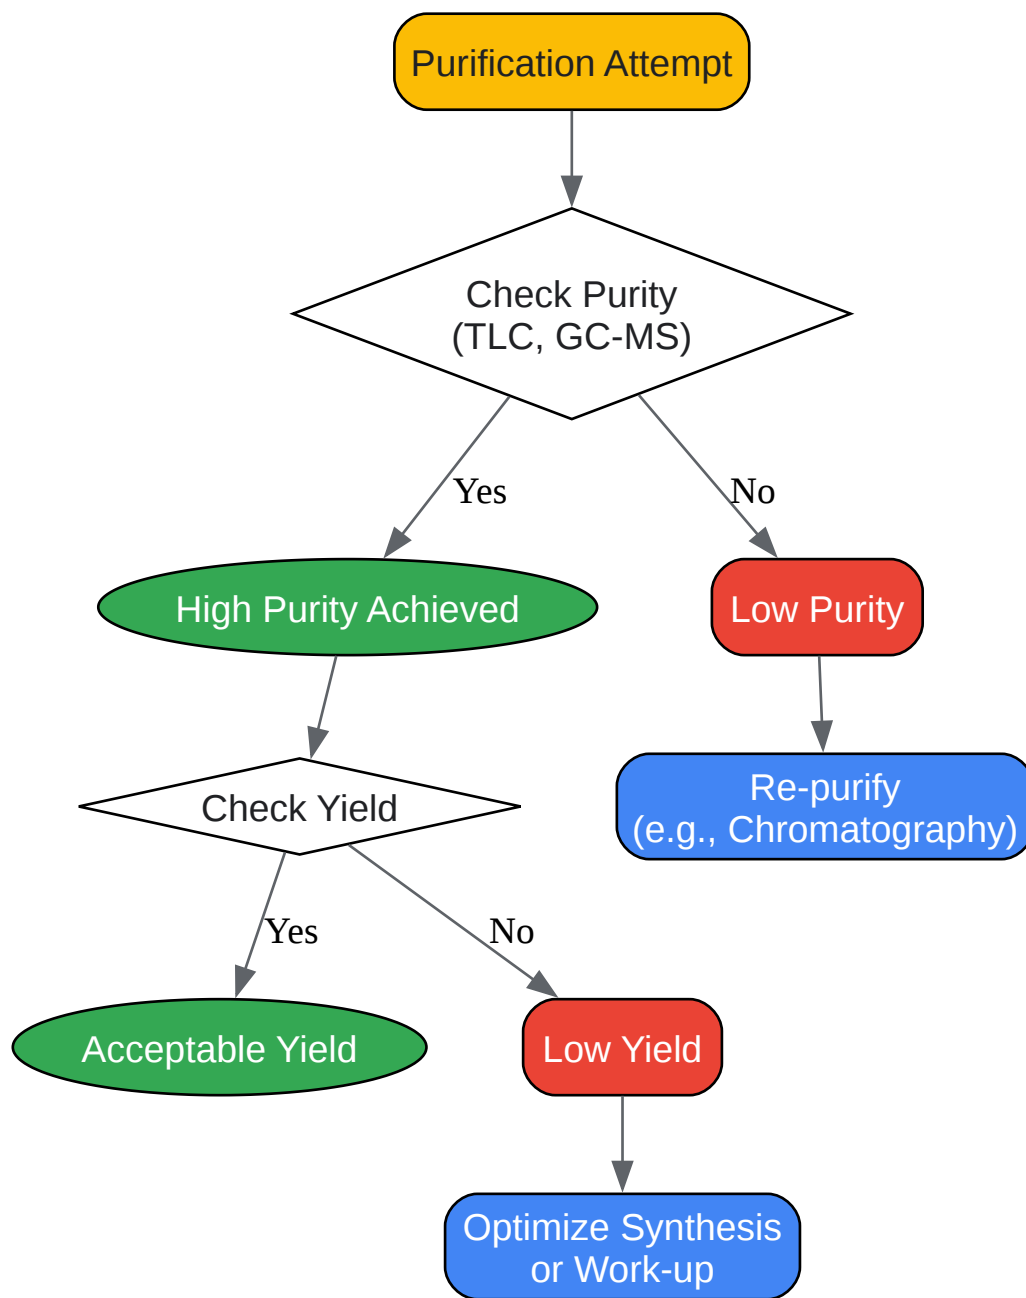 Purification Attempt
Check Purity
(TLC, GC-MS)
Yes
No
High Purity Achieved
Low Purity
Check Yield
Re-purify
(e.g., Chromatography)
Yes
No
Acceptable Yield
Low Yield
Optimize Synthesis
or Work-up